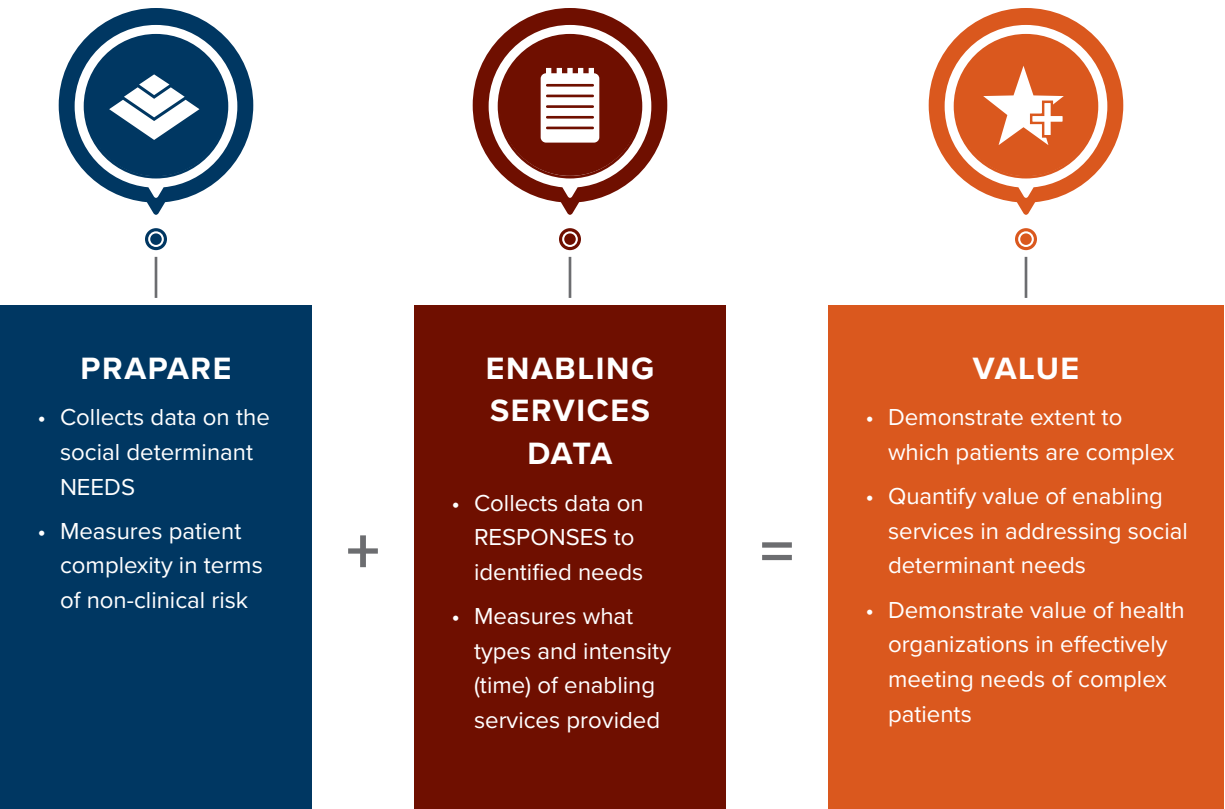 PRAPARE
• Collects data on the
social determinant
NEEDS
• Measures patient
complexity in terms
of non-clinical risk
+
ENABLING
SERVICES
DATA
• Collects data on
RESPONSES to
identified needs
• Measures what
types and intensity
(time) of enabling
services provided
=
VALUE
• Demonstrate extent to
which patients are complex
• Quantify value of enabling
services in addressing social
determinant needs
• Demonstrate value of health
organizations in effectively
meeting needs of complex
patients